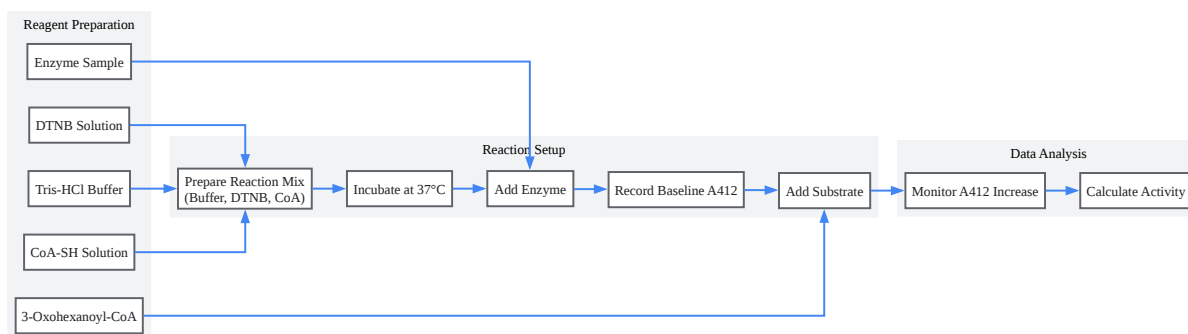 Reagent Preparation
Enzyme Sample
DTNB Solution
Tris-HCl Buffer
CoA-SH Solution
3-Oxohexanoyl-CoA
Reaction Setup
Prepare Reaction Mix
(Buffer, DTNB, CoA)
Incubate at 37°C
Add Enzyme
Record Baseline A412
Add Substrate
Data Analysis
Monitor A412 Increase
Calculate Activity